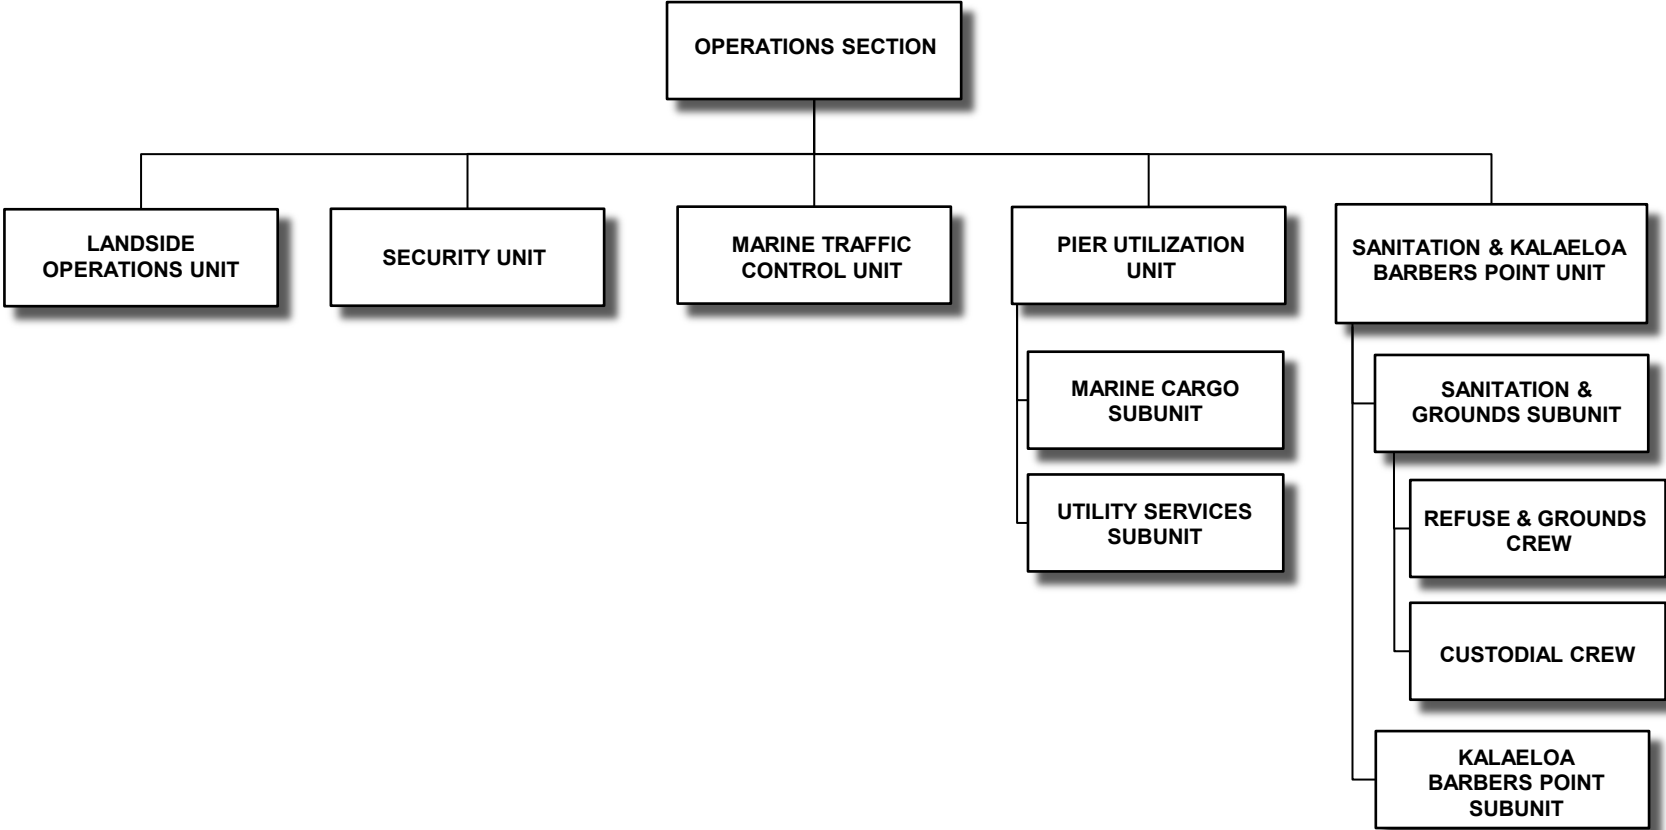 OPERATIONS SECTION
LANDSIDE
OPERATIONS UNIT
SECURITY UNIT
MARINE TRAFFIC
CONTROL UNIT
PIER UTILIZATION
UNIT
SANITATION & KALAELOA
BARBERS POINT UNIT
MARINE CARGO
SUBUNIT
UTILITY SERVICES
SUBUNIT
SANITATION &
GROUNDS SUBUNIT
REFUSE & GROUNDS
CREW
CUSTODIAL CREW
KALAELOA
BARBERS POINT
SUBUNIT